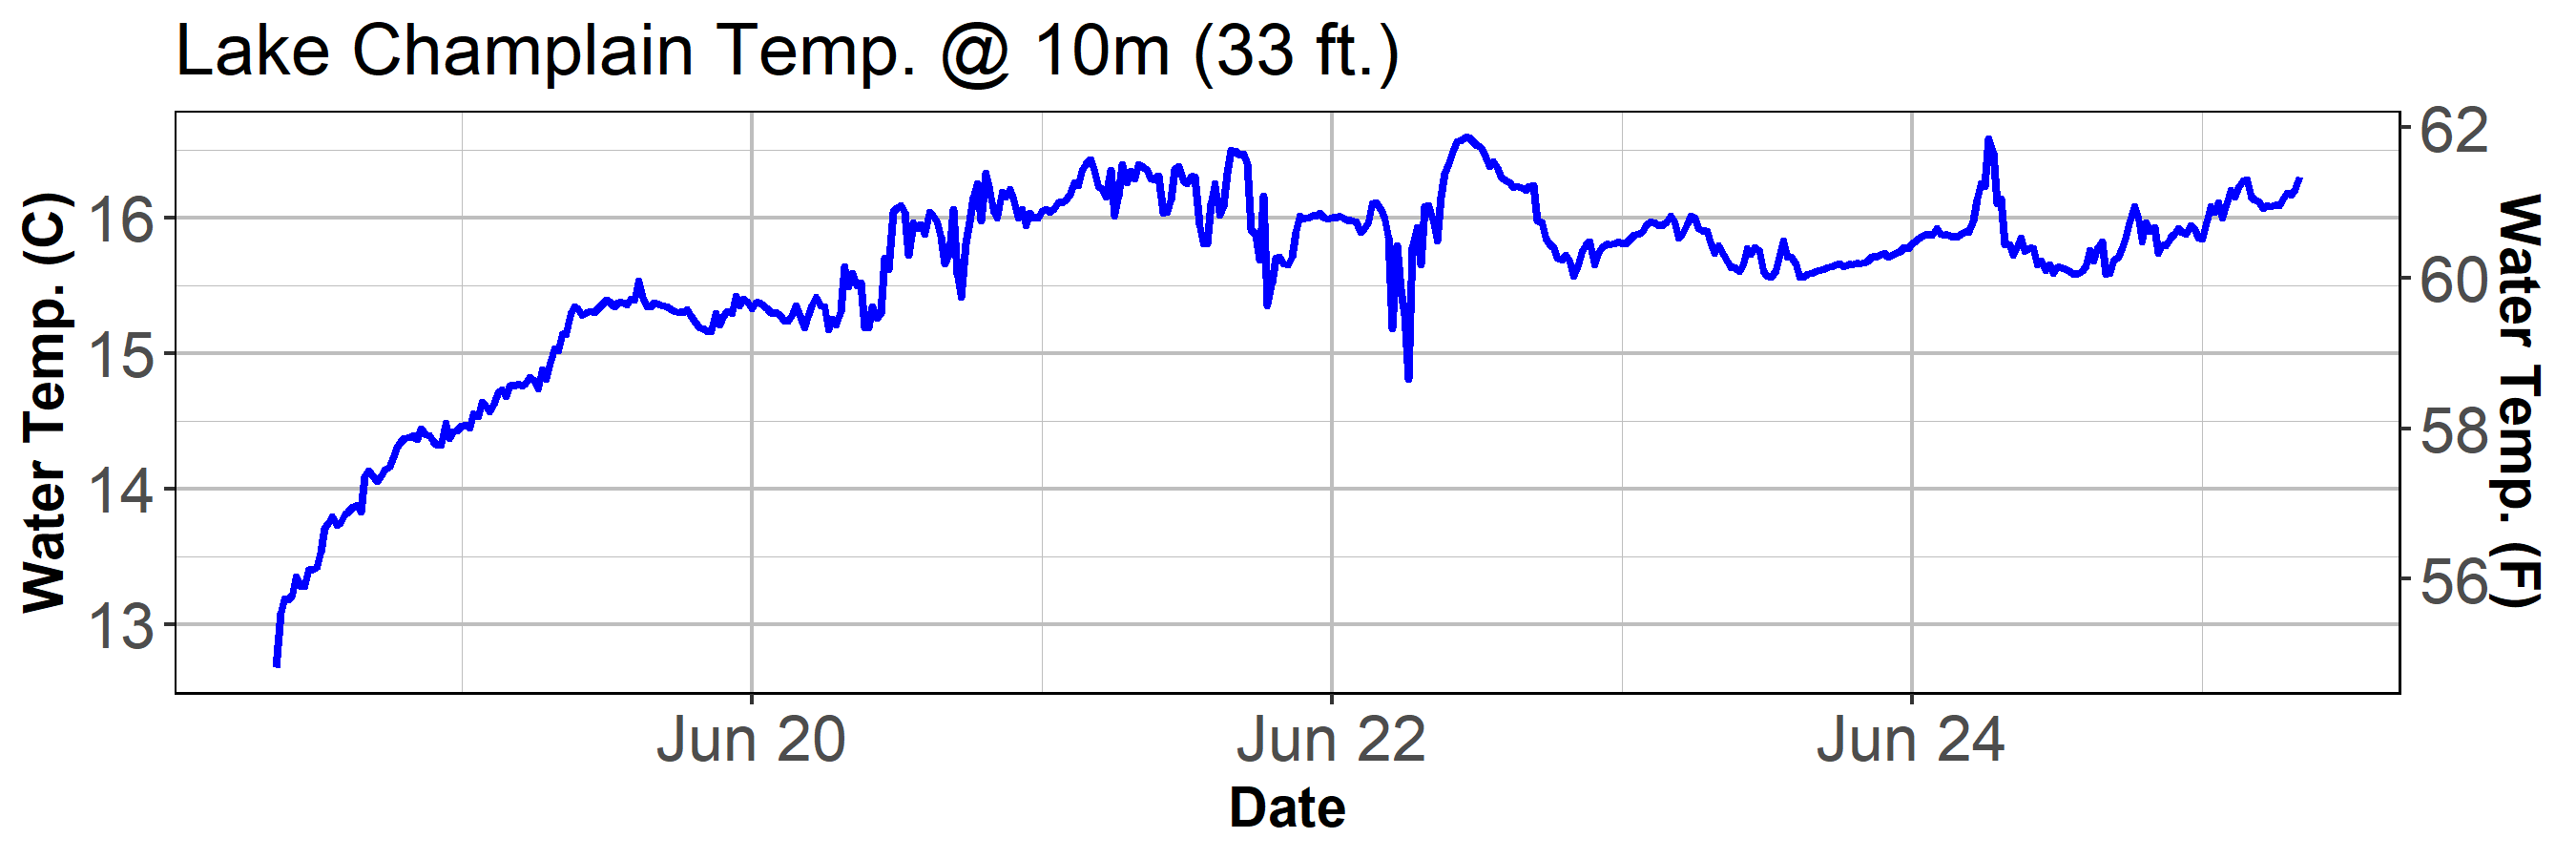 Lake Champlain Temp. @ 10m (33 ft.)
Water Temp. (C)
16
15
14
13
62
60
58
56
Water Temp. (F)
Jun 20
Jun 22
Jun 24
Date